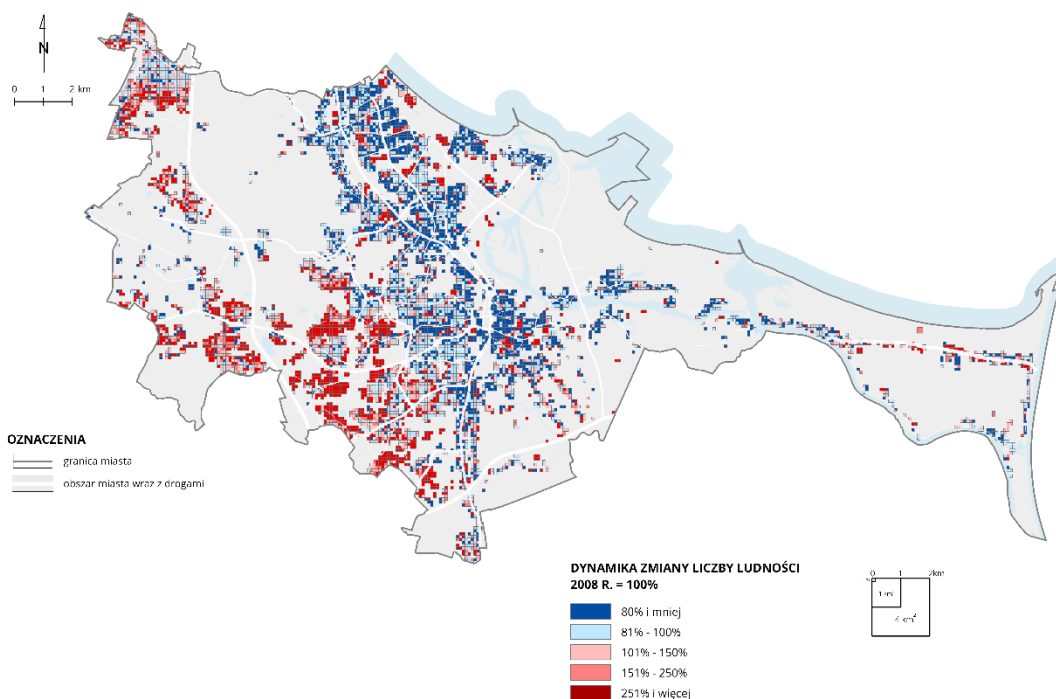 N
0 1 2 km
OZNACZENIA
granica miasta
obszar miasta wraz z drogami
DYNAMIKA ZMIANY LICZBY LUDNOŚCI
2008 R. = 100%
80% i mniej
81% - 100%
101% - 150%
151% - 250%
251% i więcej
0 1 2km
1 km²
4 km²